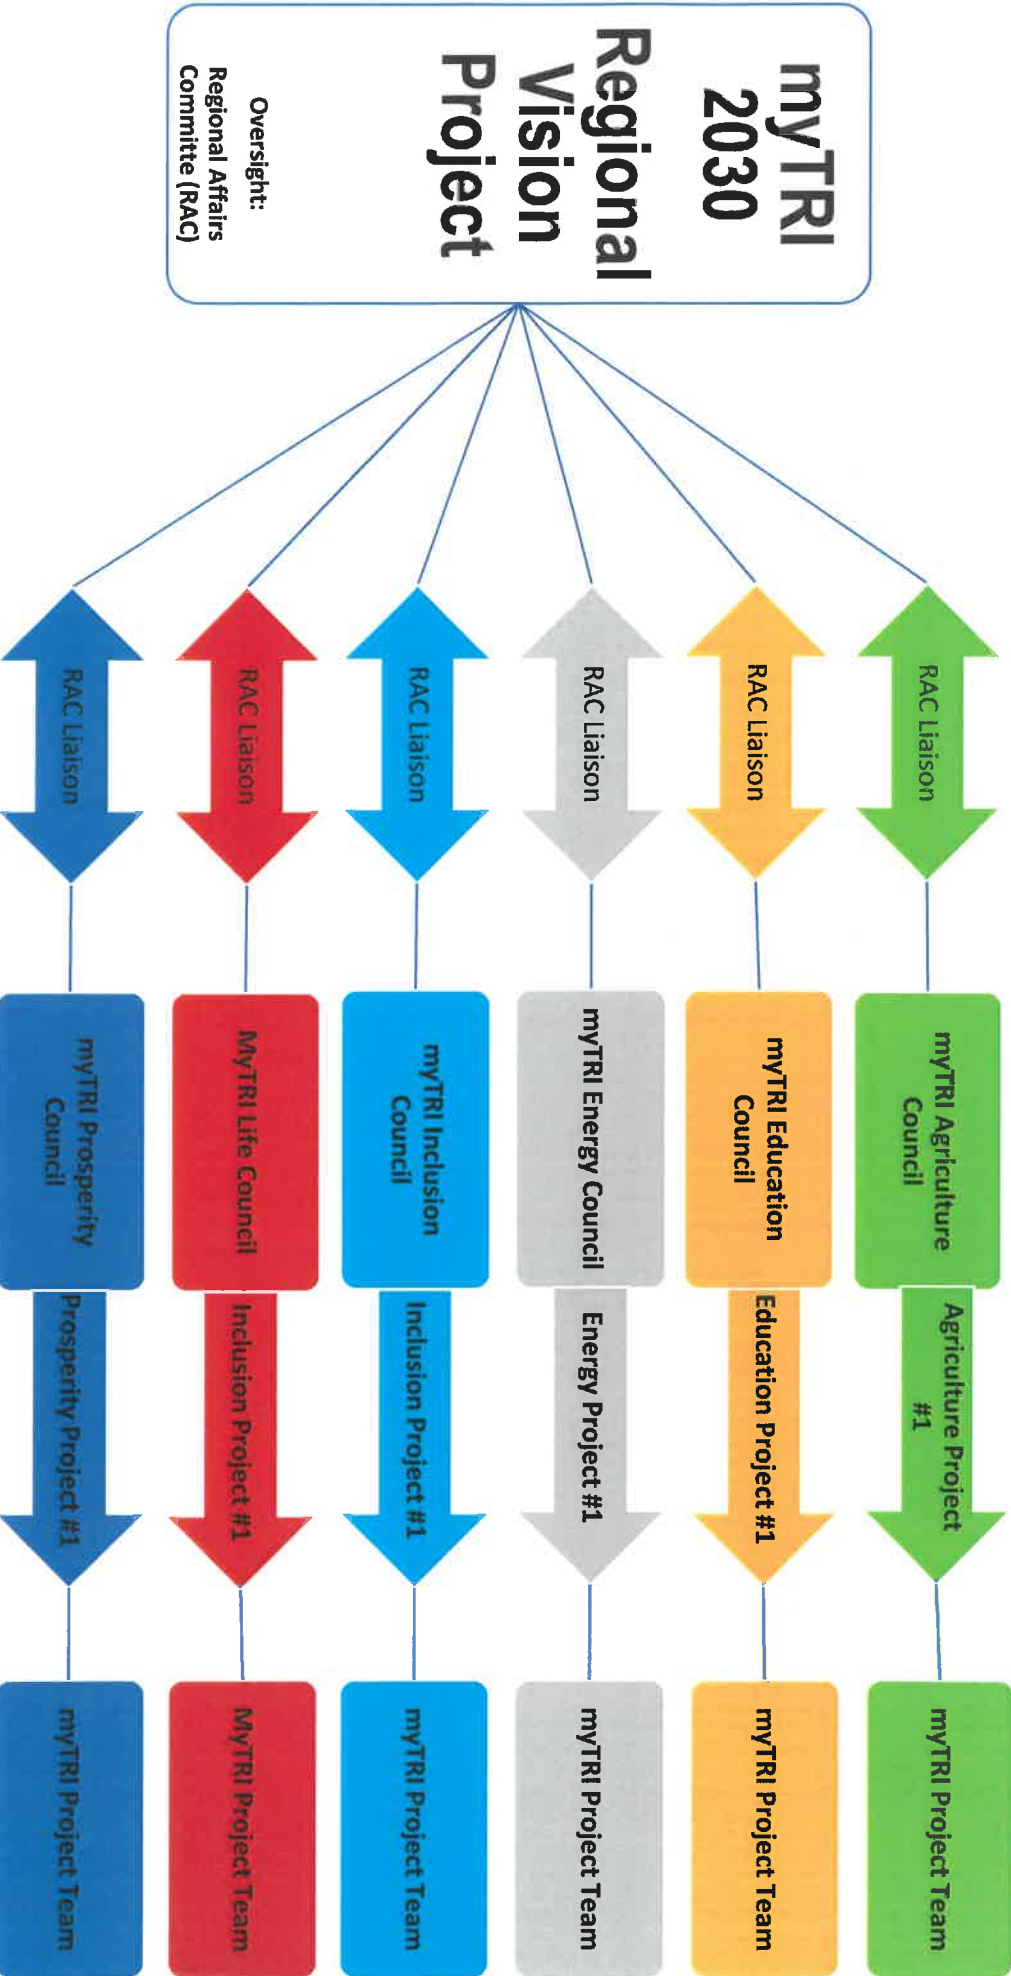 myTRI
2030
Regional
Vision
Project
Oversight:
Regional Affairs
Committe (RAC)
RAC Liaison
myTRI Agriculture
Council
Agriculture Project
#1
myTRI Project Team
RAC Liaison
myTRI Education
Council
Education Project #1
myTRI Project Team
RAC Liaison
myTRI Energy Council
Energy Project #1
myTRI Project Team
RAC Liaison
myTRI Inclusion
Council
Inclusion Project #1
myTRI Project Team
RAC Liaison
MyTRI Life Council
Inclusion Project #1
MyTRI Project Team
RAC Liaison
myTRI Prosperity
Council
Prosperity Project #1
myTRI Project Team